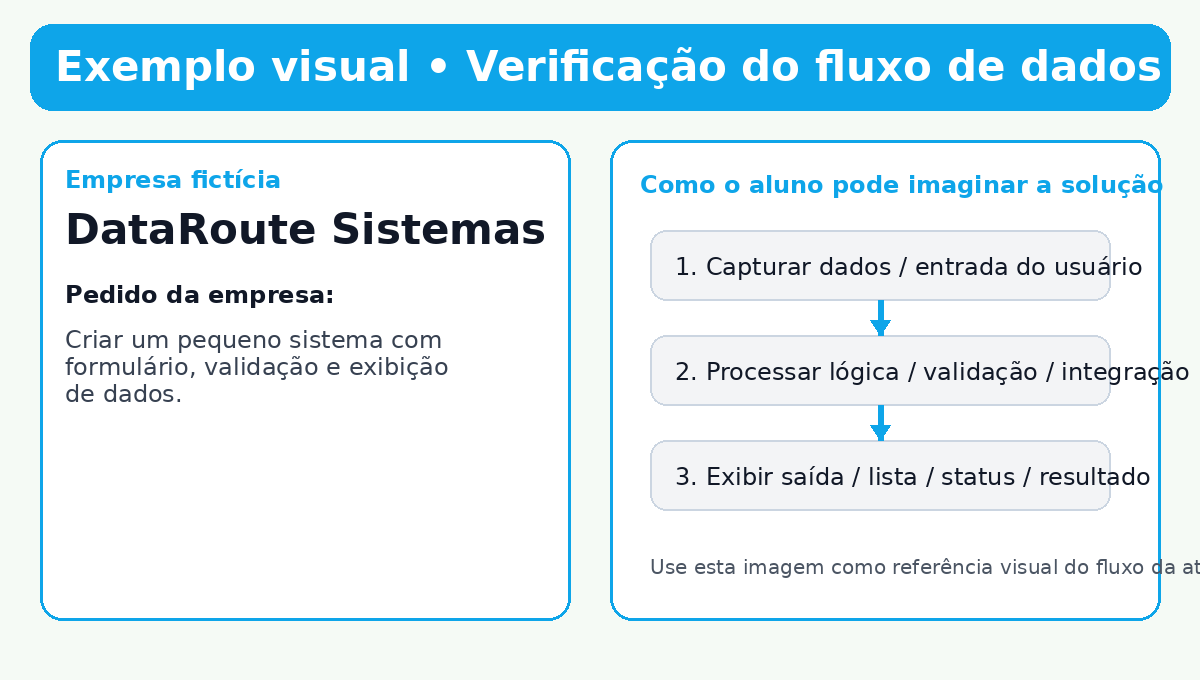 Exemplo visual • Verificação do fluxo de dados
Empresa fictícia
DataRoute Sistemas
Pedido da empresa:
Criar um pequeno sistema com
formulário, validação e exibição
de dados.
Como o aluno pode imaginar a solução
1. Capturar dados / entrada do usuário
2. Processar lógica / validação / integração
3. Exibir saída / lista / status / resultado
Use esta imagem como referência visual do fluxo da